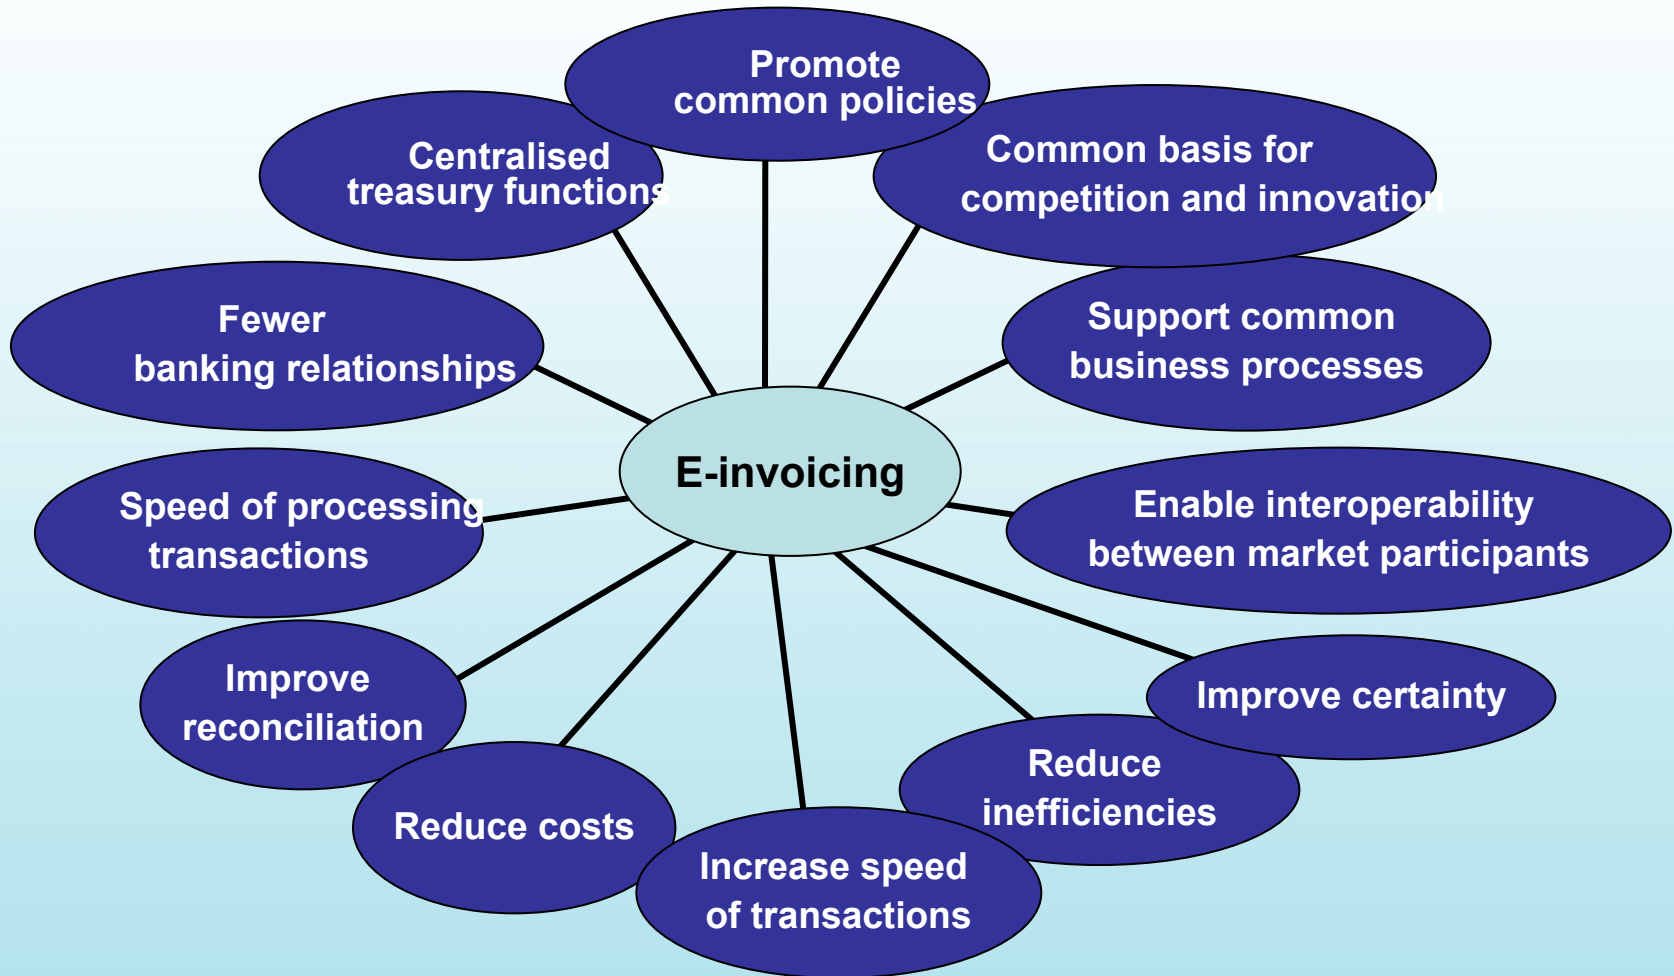 Promote
common policies
Centralised
treasury functions
Common basis for
competition and innovation
Fewer
banking relationships
Support common
business processes
E-invoicing
Speed of processing
transactions
Enable interoperability
between market participants
Improve
reconciliation
Improve certainty
Reduce costs
Reduce
inefficiencies
Increase speed
of transactions